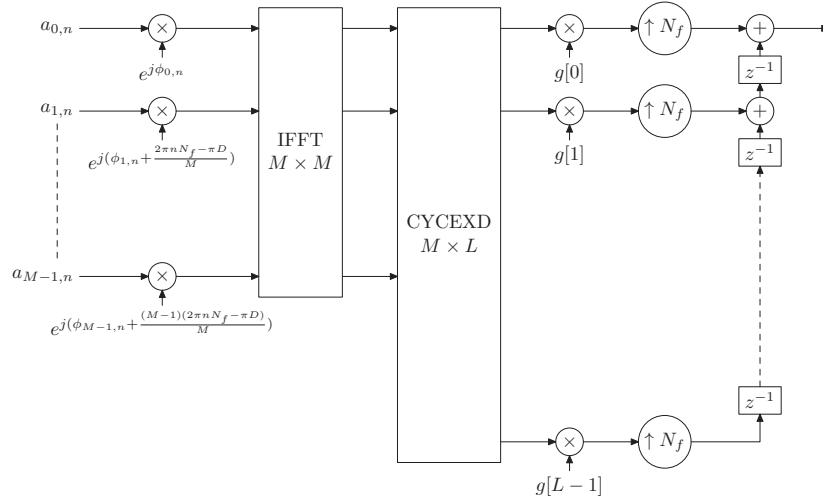 a_{0,n} × ↑ N_f +
e^{jφ_{0,n}} g[0] z^{-1}
a_{1,n} × × ↑ N_f +
e^{j(φ_{1,n}+\frac{2πnN_f−πD}{M})} g[1] z^{-1}
IFFT
M × M
CYCEXD
M × L
a_{M−1,n} ×
e^{j(φ_{M−1,n}+\frac{(M−1)(2πnN_f−πD)}{M})}
z^{-1}
× ↑ N_f
g[L − 1]